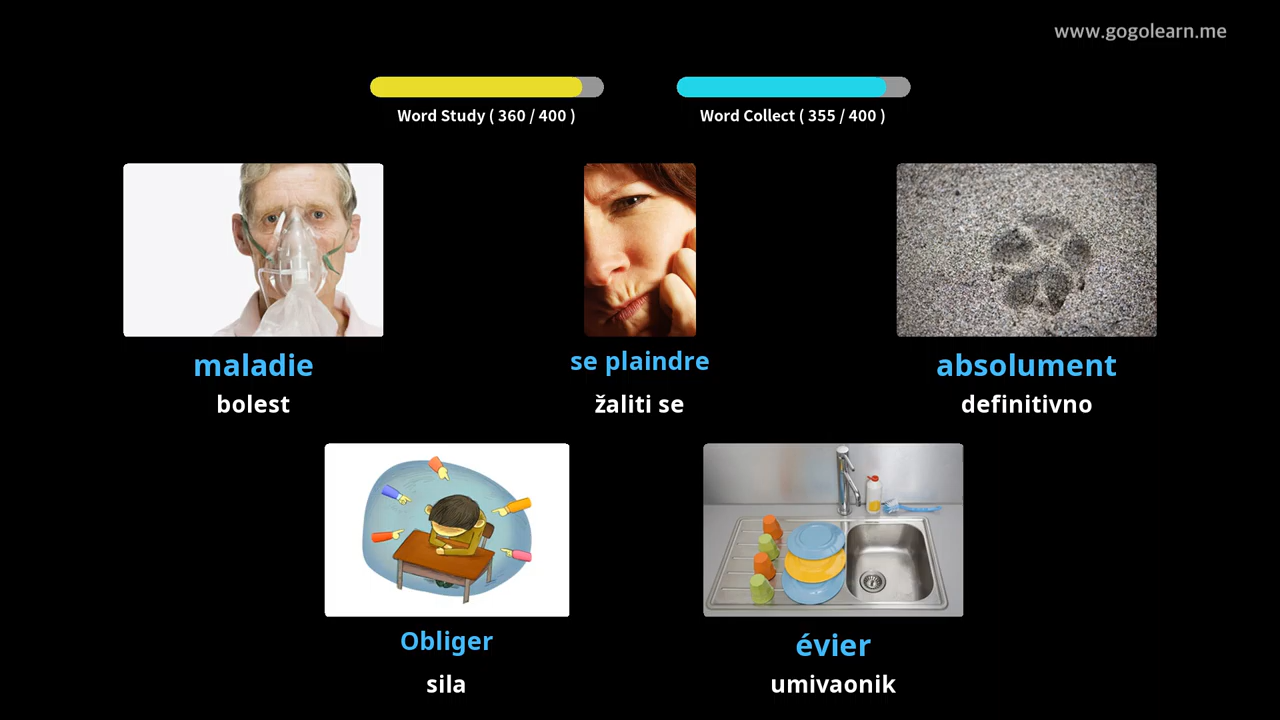 www.gogolearn.me
Word Study ( 360 / 400 )
Word Collect ( 355 / 400 )
maladie
bolest
se plaindre
žaliti se
absolument
definitivno
Obliger
sila
évier
umivaonik